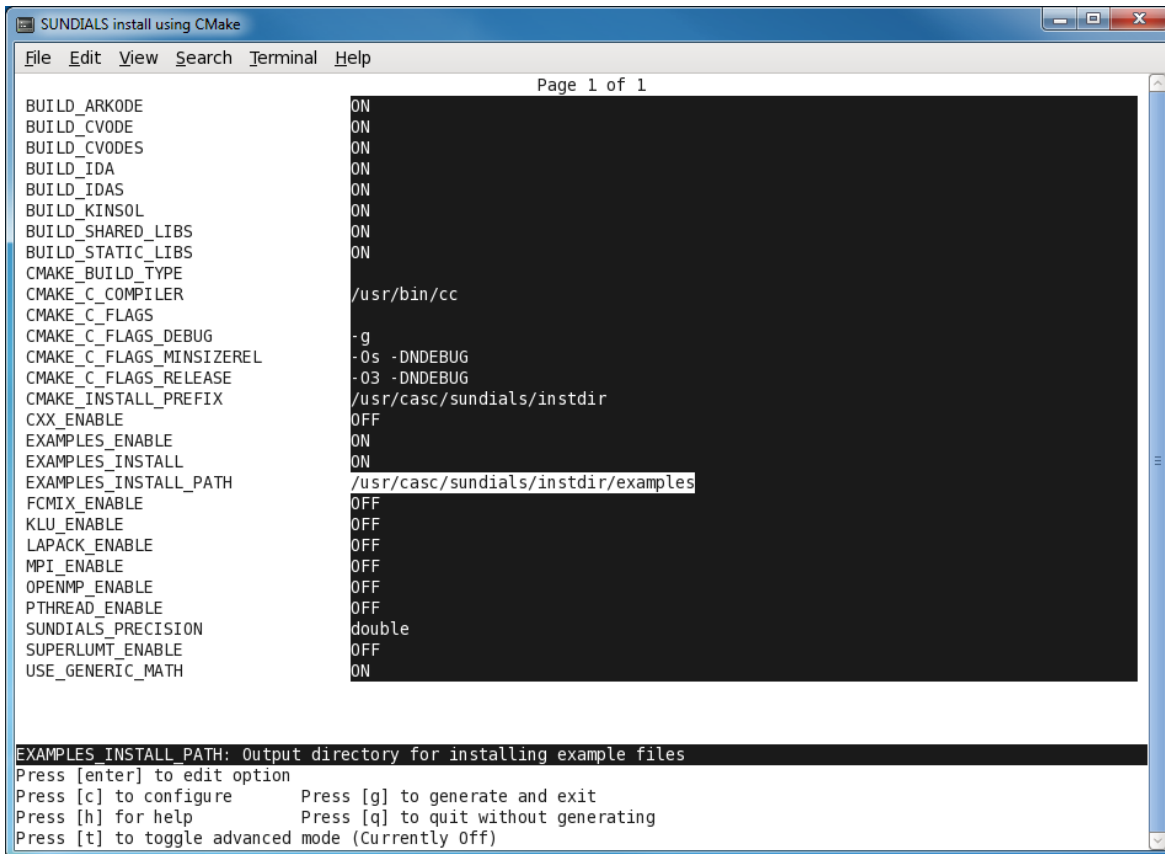 SUNDIALS install using CMake
File Edit View Search Terminal Help
Page 1 of 1
BUILD_ARKODE ON
BUILD_CVODE ON
BUILD_CVODES ON
BUILD_IDA ON
BUILD_IDAS ON
BUILD_KINSOL ON
BUILD_SHARED_LIBS ON
BUILD_STATIC_LIBS ON
CMAKE_BUILD_TYPE
CMAKE_C_COMPILER /usr/bin/cc
CMAKE_C_FLAGS
CMAKE_C_FLAGS_DEBUG -g
CMAKE_C_FLAGS_MINSIZEREL -Os -DNDEBUG
CMAKE_C_FLAGS_RELEASE -O3 -DNDEBUG
CMAKE_INSTALL_PREFIX /usr/casc/sundials/instdir
CXX_ENABLE OFF
EXAMPLES_ENABLE ON
EXAMPLES_INSTALL ON
EXAMPLES_INSTALL_PATH /usr/casc/sundials/instdir/examples
FCMIX_ENABLE OFF
KLU_ENABLE OFF
LAPACK_ENABLE OFF
MPI_ENABLE OFF
OPENMP_ENABLE OFF
PTHREAD_ENABLE OFF
SUNDIALS_PRECISION double
SUPERLUMT_ENABLE OFF
USE_GENERIC_MATH ON
EXAMPLES_INSTALL_PATH: Output directory for installing example files
Press [enter] to edit option
Press [c] to configure Press [g] to generate and exit
Press [h] for help Press [q] to quit without generating
Press [t] to toggle advanced mode (Currently Off)